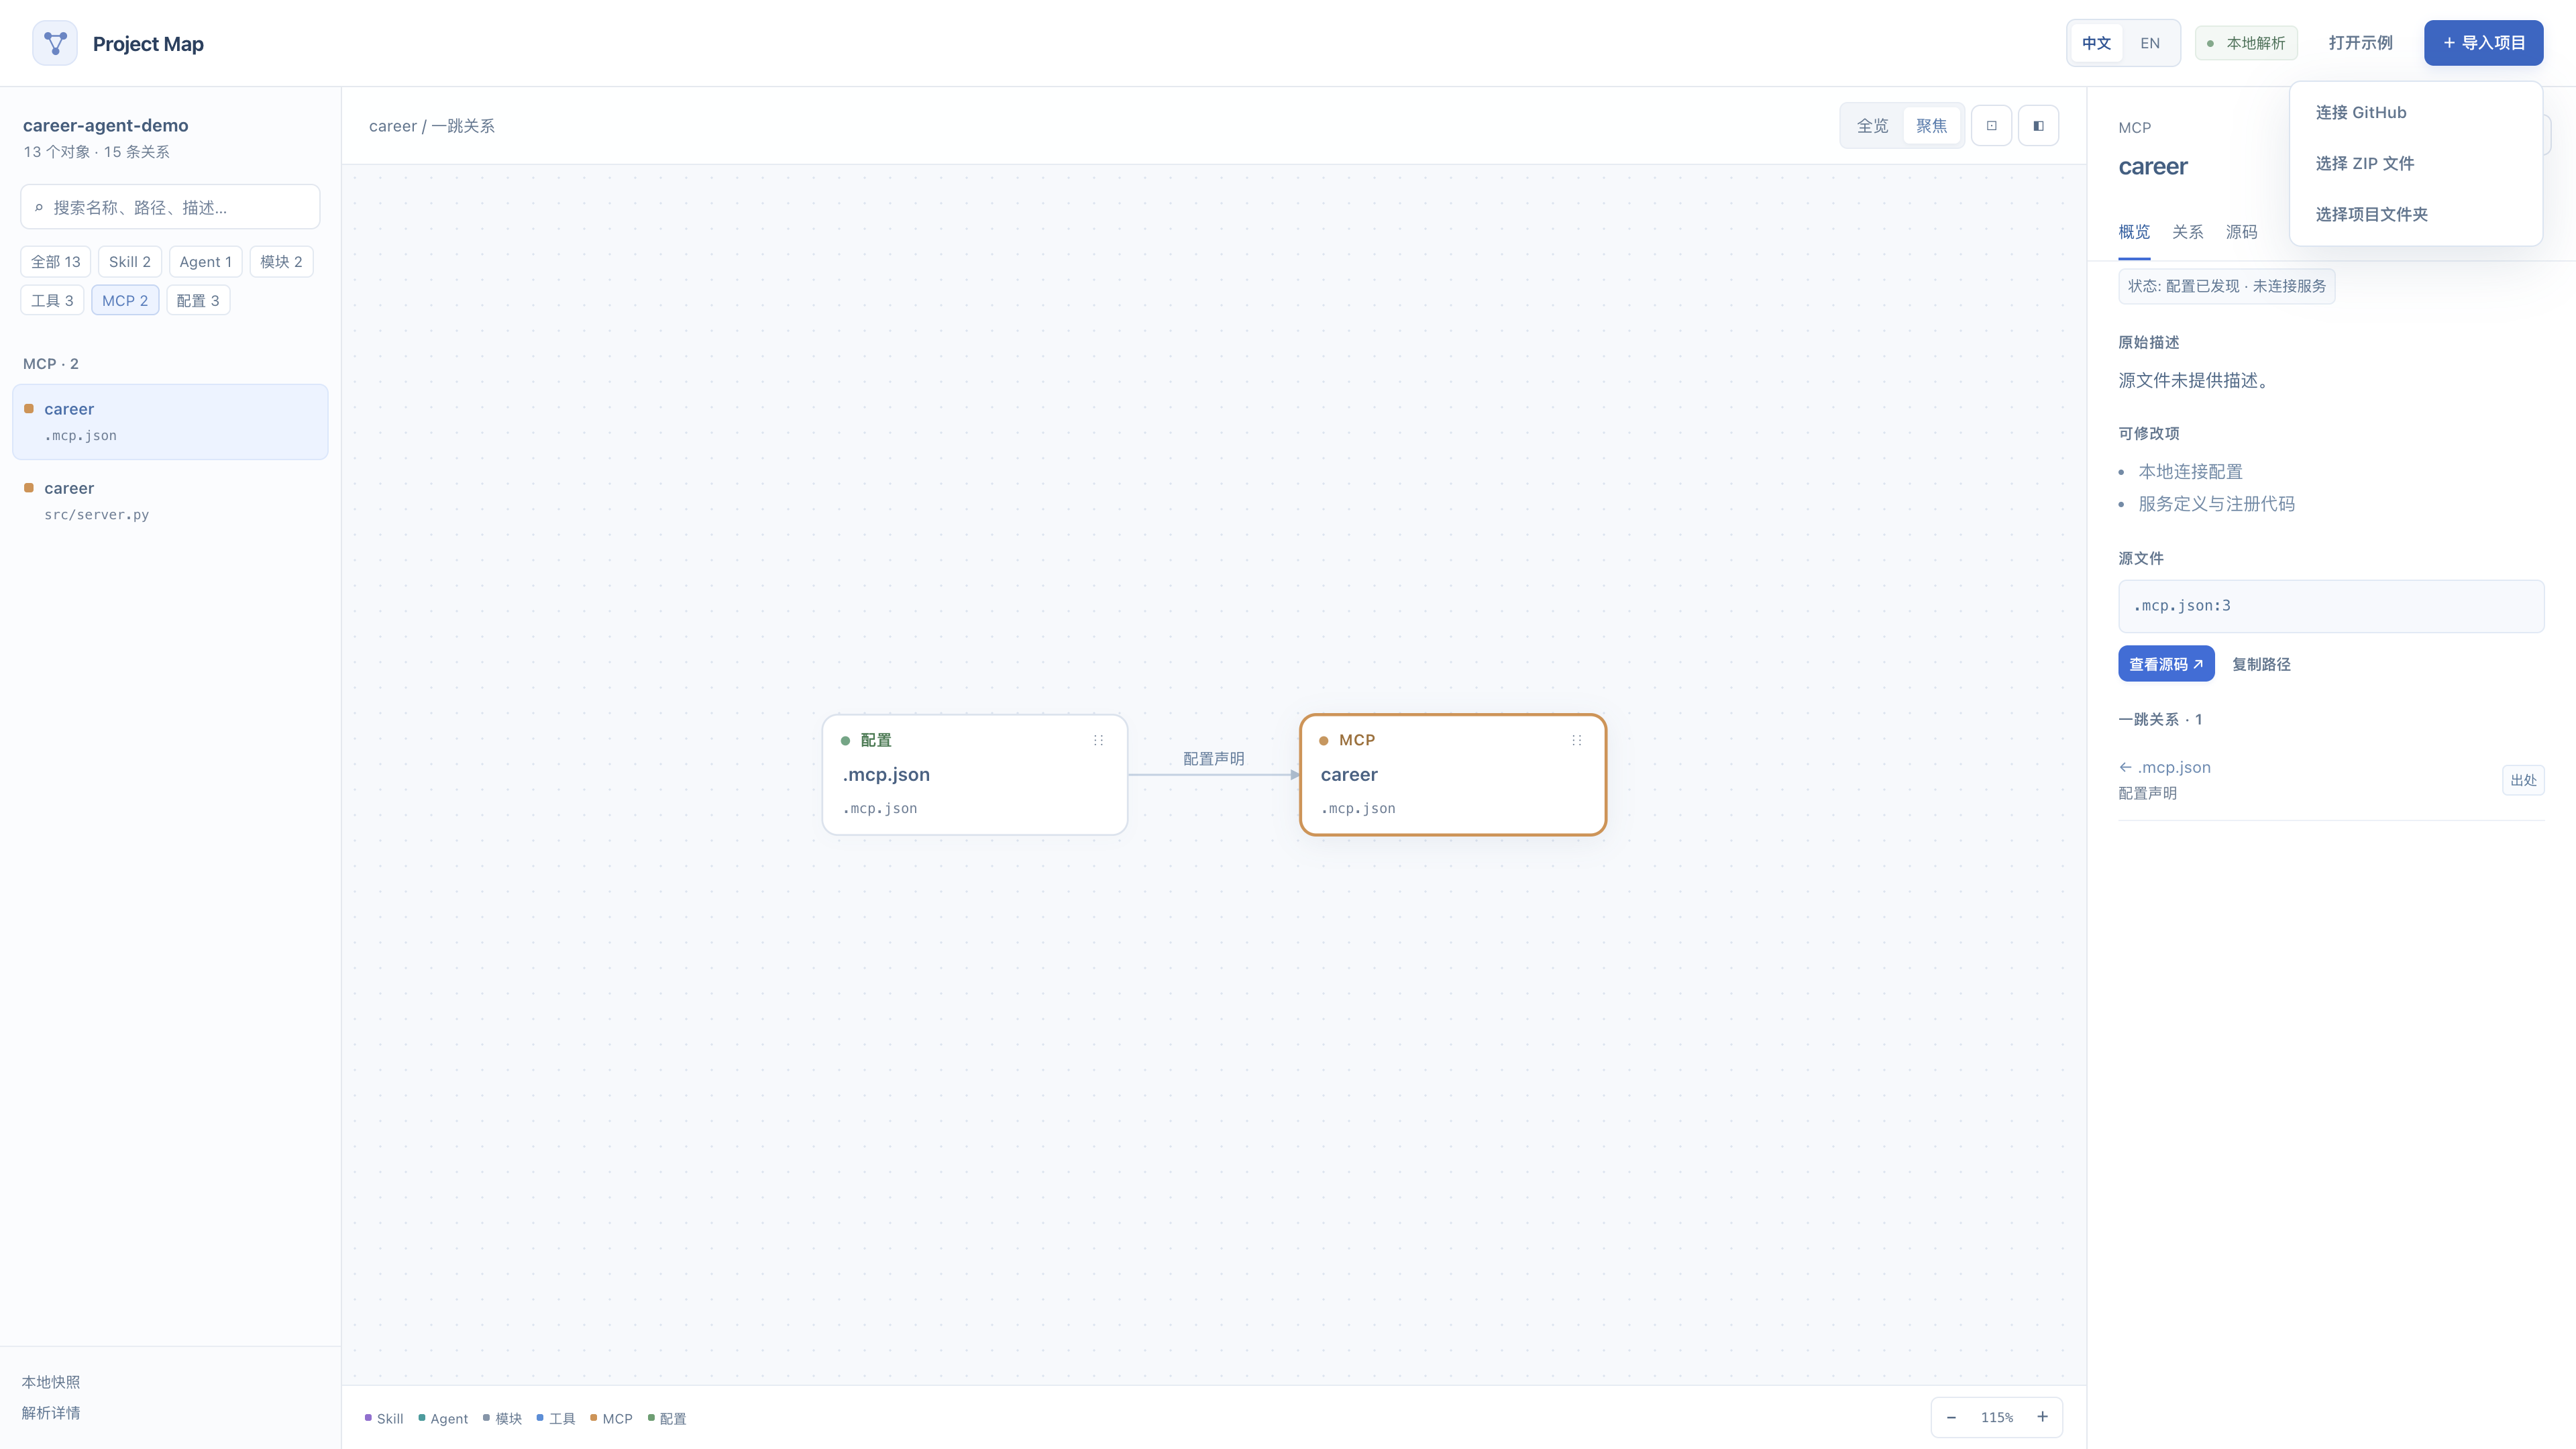 Project Map
中文 EN
本地解析
打开示例
+ 导入项目
连接 GitHub
选择 ZIP 文件
选择项目文件夹
career-agent-demo
13 个对象 · 15 条关系
搜索名称、路径、描述...
全部 13 Skill 2 Agent 1 模块 2
工具 3 MCP 2 配置 3
MCP · 2
career
.mcp.json
career
src/server.py
本地快照
解析详情
career / 一跳关系
全览 聚焦
配置
.mcp.json
.mcp.json
配置声明
MCP
career
.mcp.json
Skill Agent 模块 工具 MCP 配置
− 115% +
MCP
career
概览 关系 源码
状态: 配置已发现 · 未连接服务
原始描述
源文件未提供描述。
可修改项
• 本地连接配置
• 服务定义与注册代码
源文件
.mcp.json:3
查看源码 ↗ 复制路径
一跳关系 · 1
← .mcp.json
配置声明
出处